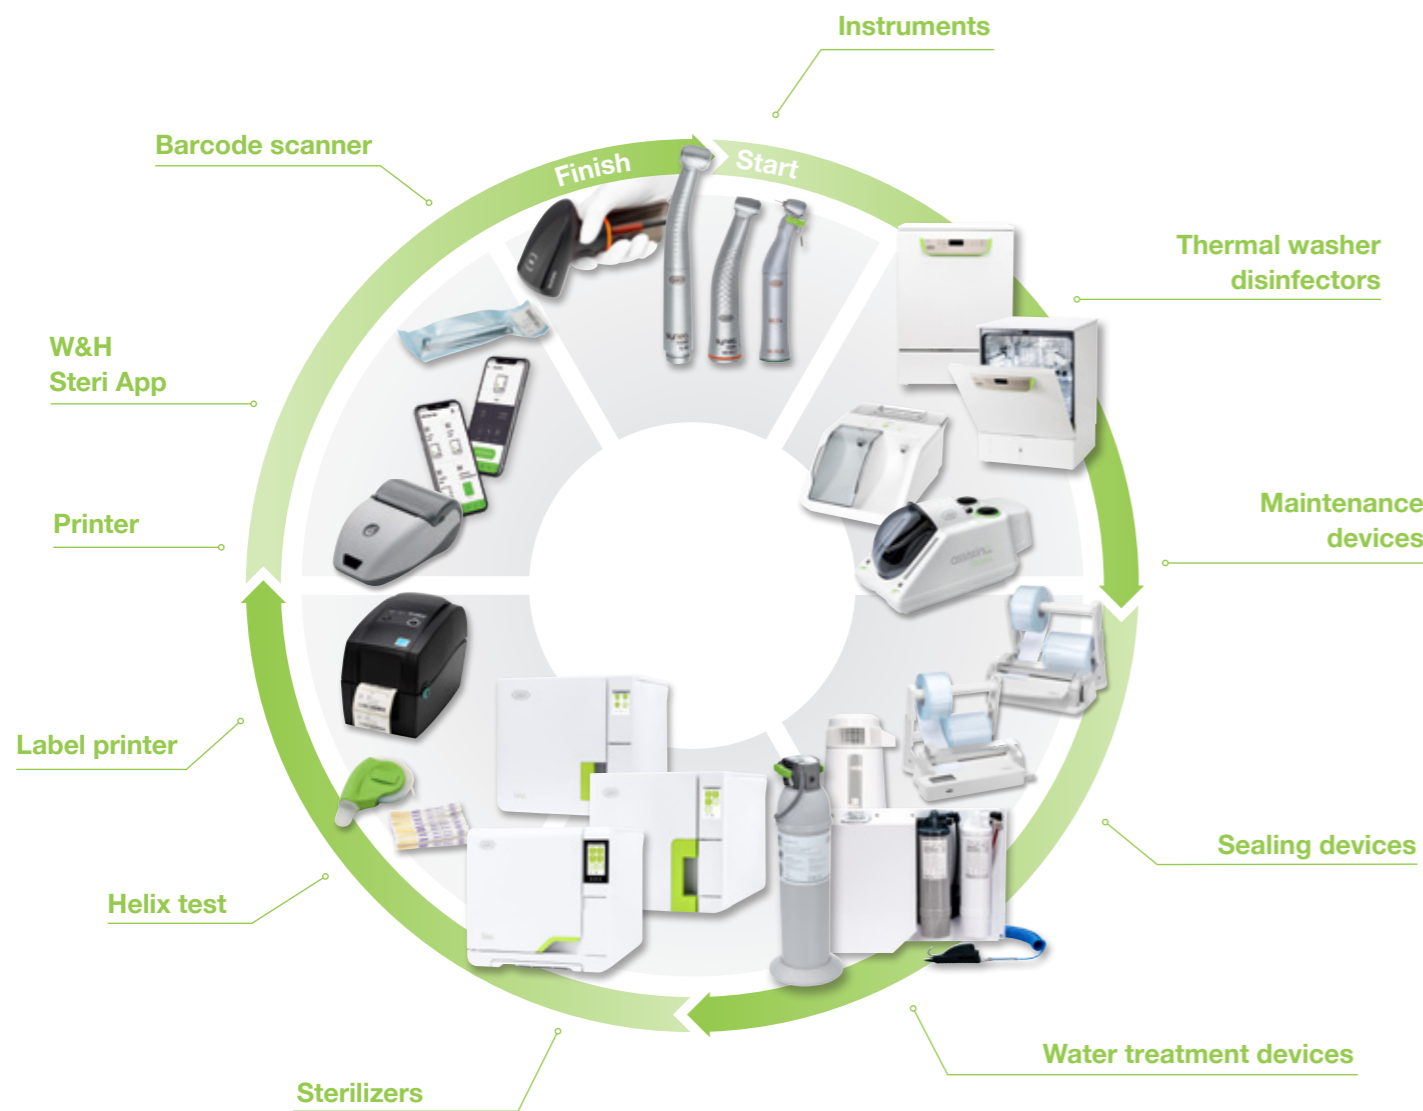 Instruments
Barcode scanner
Finish
Start
Thermal washer
disinfectors
W&H
Steri App
Maintenance
devices
Printer
assistina
Label printer
Sealing devices
Helix test
Water treatment devices
Sterilizers